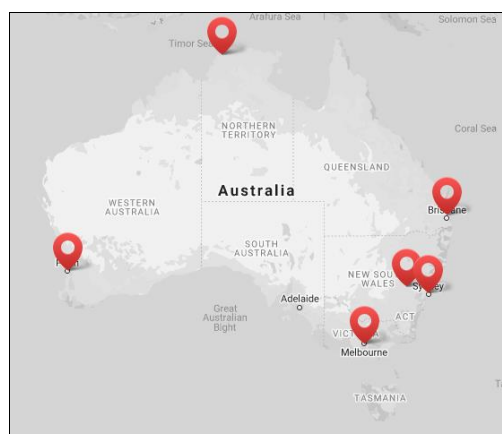 Arafura Sea
Solomon Sea
Timor Sea
NORTHERN
TERRITORY
Coral Sea
QUEENSLAND
Australia
WESTERN
AUSTRALIA
Brisbane
SOUTH
AUSTRALIA
NEW SOUTH
WALES
Great
Australian
Bight
Adelaide
ACT
Melbourne
TASMANIA